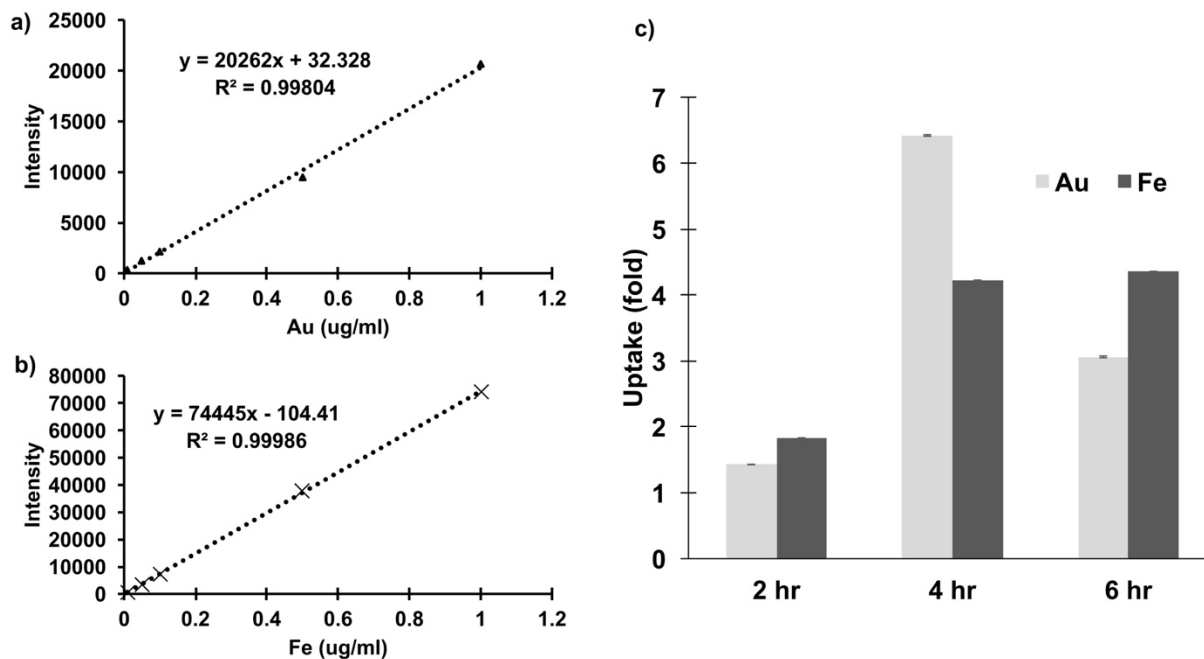 a)
25000
20000
15000
10000
5000
0
Intensity
y = 20262x + 32.328
R² = 0.99804
0 0.2 0.4 0.6 0.8 1 1.2
Au (ug/ml)
b)
80000
70000
60000
50000
40000
30000
20000
10000
0
Intensity
y = 74445x - 104.41
R² = 0.99986
0 0.2 0.4 0.6 0.8 1 1.2
Fe (ug/ml)
c)
7
6
5
4
3
2
1
0
Uptake (fold)
Au Fe
2 hr 4 hr 6 hr